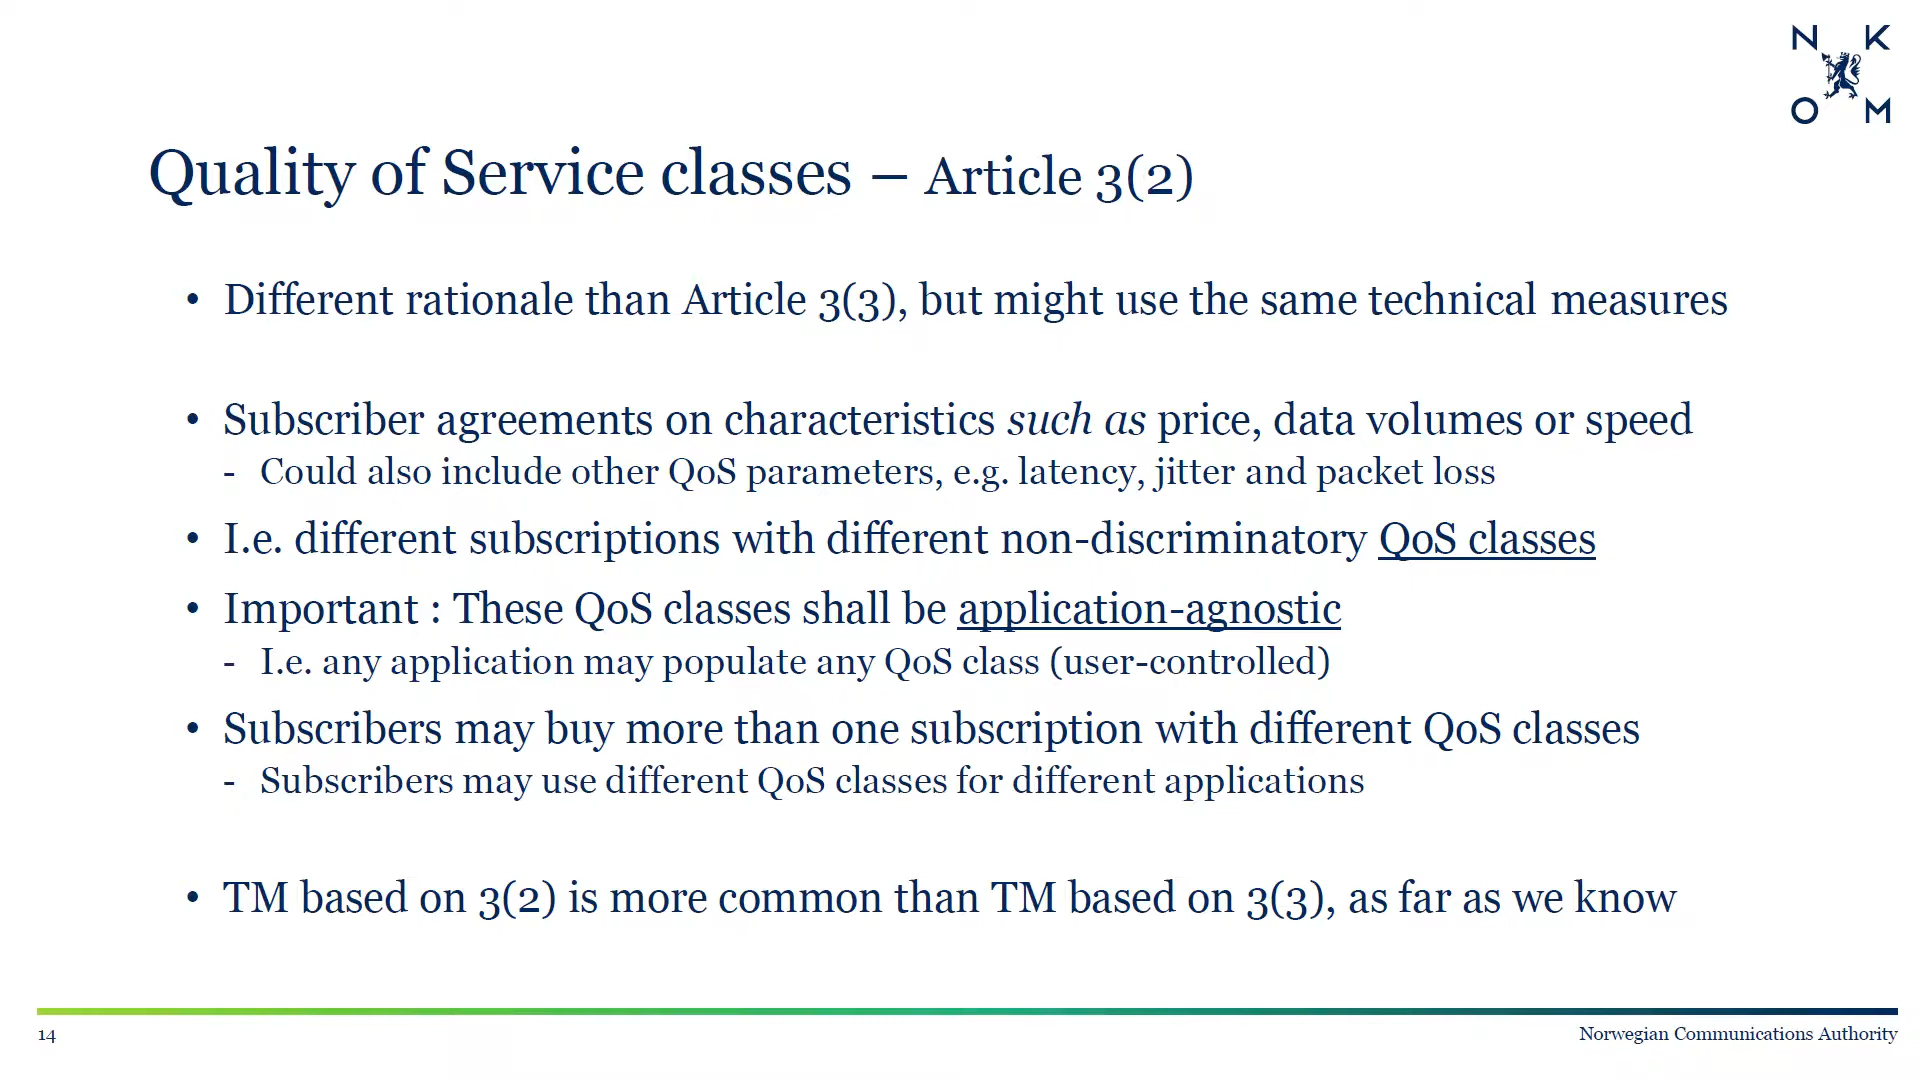 N K
O M
Quality of Service classes – Article 3(2)
• Different rationale than Article 3(3), but might use the same technical measures
• Subscriber agreements on characteristics such as price, data volumes or speed
- Could also include other QoS parameters, e.g. latency, jitter and packet loss
• I.e. different subscriptions with different non-discriminatory QoS classes
• Important : These QoS classes shall be application-agnostic
- I.e. any application may populate any QoS class (user-controlled)
• Subscribers may buy more than one subscription with different QoS classes
- Subscribers may use different QoS classes for different applications
• TM based on 3(2) is more common than TM based on 3(3), as far as we know
14
Norwegian Communications Authority